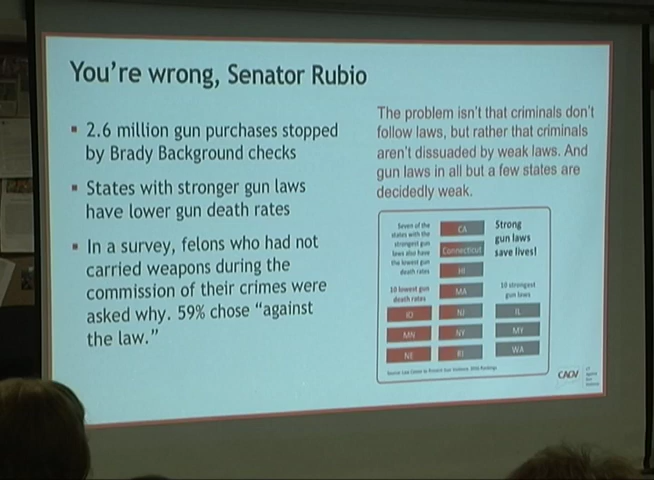 You're wrong, Senator Rubio
2.6 million gun purchases stopped
by Brady Background checks
States with stronger gun laws
have lower gun death rates
In a survey, felons who had not
carried weapons during the
commission of their crimes were
asked why. 59% chose “against
the law.”
The problem isn't that criminals don't
follow laws, but rather that criminals
aren't dissuaded by weak laws. And
gun laws in all but a few states are
decidedly weak.
Seven of the
states with the
strongest gun
laws also have
the lowest gun
death rates
10 lowest gun
death rates
CA
Connecticut
HI
MA
ID
NJ
MN
NY
NE
RI
Strong
gun laws
save lives!
10 strongest
gun laws
IL
MY
WA
CAGV